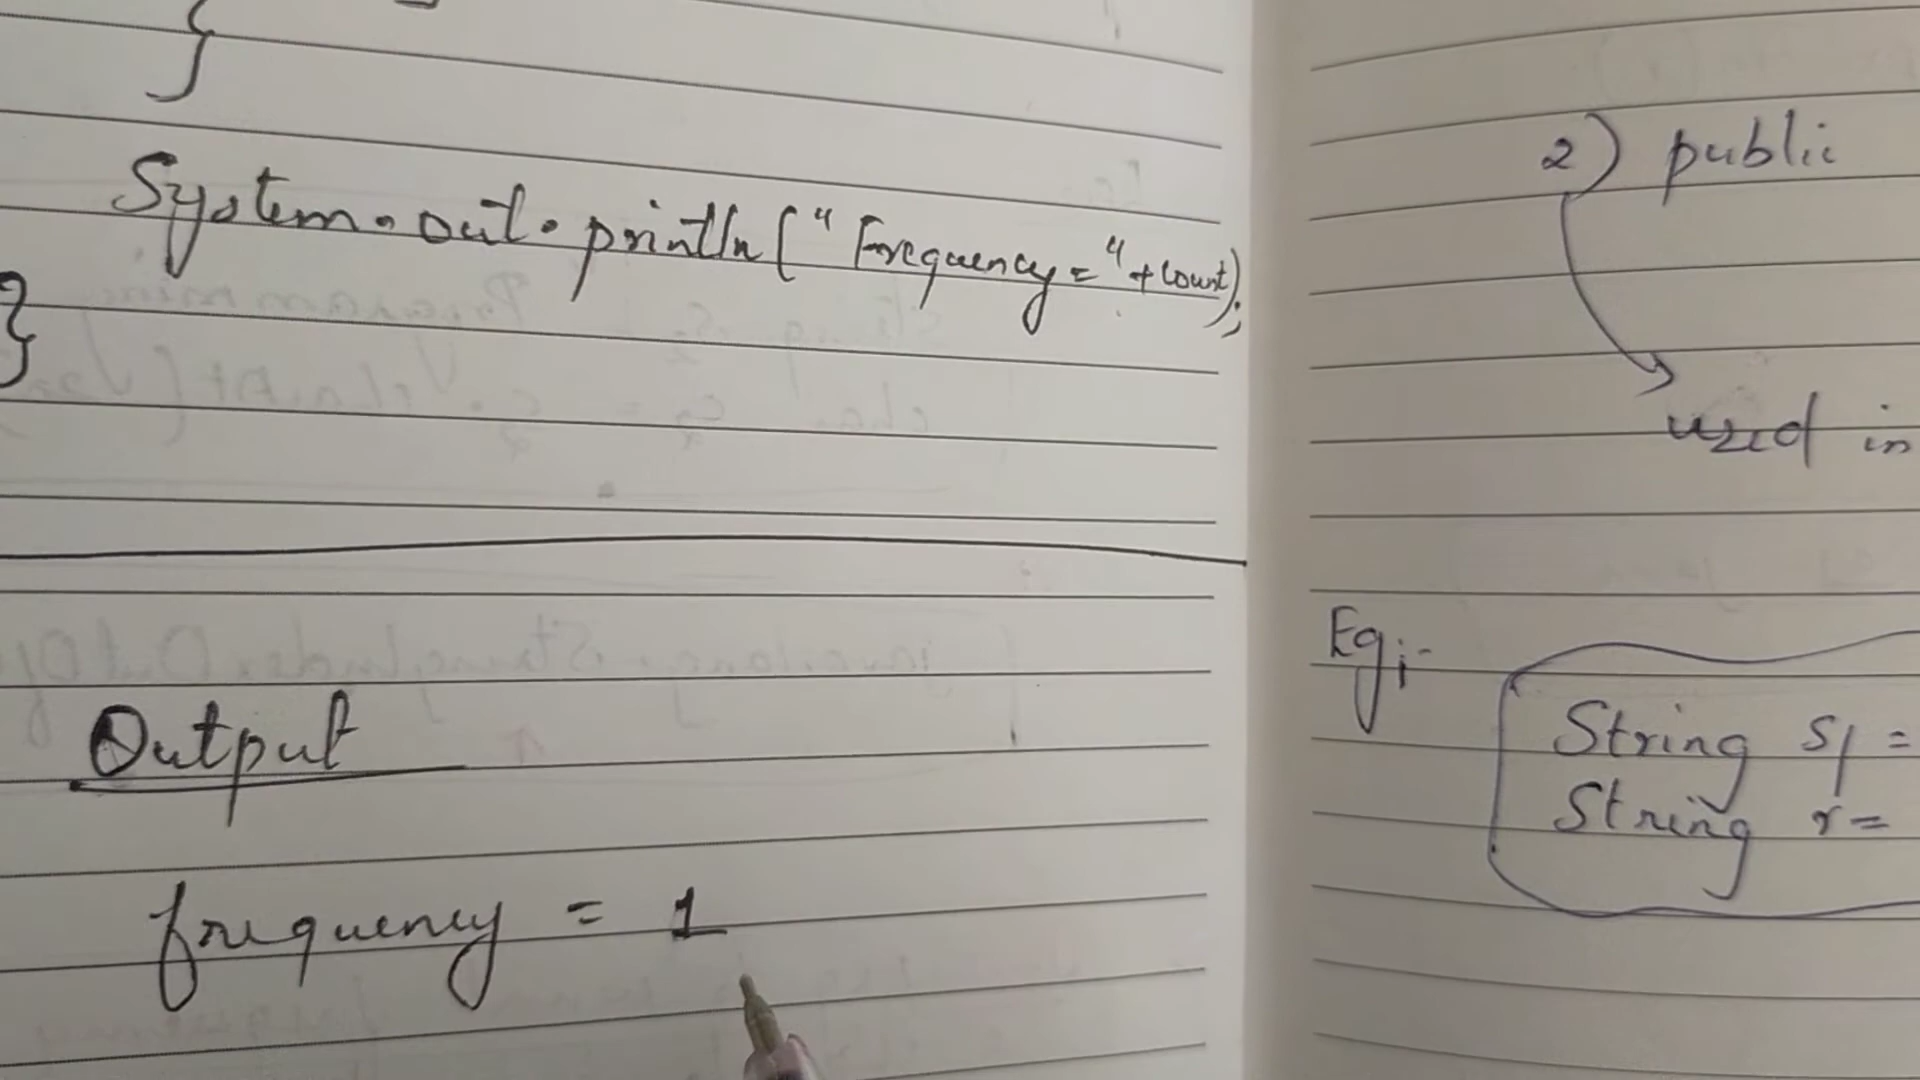 }
System.out.println("Frequency="+count);
}
Output
frequency = 1
2) public
used in
Eg:-
String s1 =
String r=